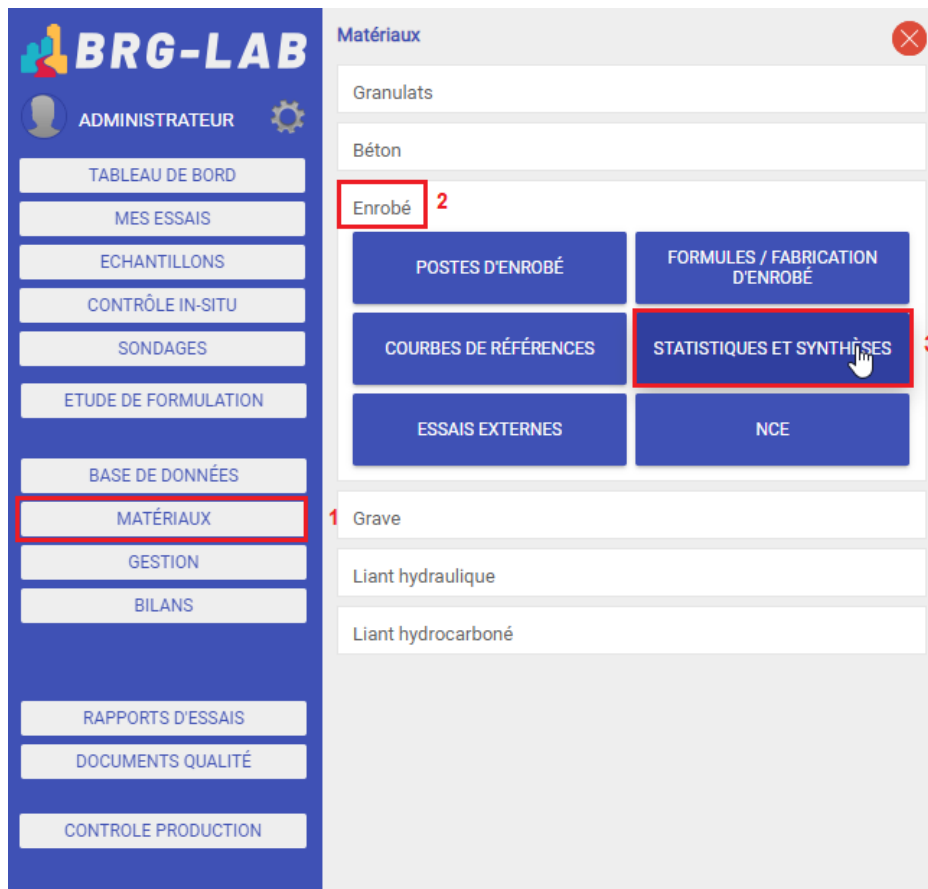 BRG-LAB
ADMINISTRATEUR
TABLEAU DE BORD
MES ESSAIS
ECHANTILLONS
CONTRÔLE IN-SITU
SONDAGES
ETUDE DE FORMULATION
BASE DE DONNÉES
MATÉRIAUX
1
GESTION
BILANS
RAPPORTS D'ESSAIS
DOCUMENTS QUALITÉ
CONTROLE PRODUCTION
Matériaux
Granulats
Béton
Enrobé
2
POSTES D'ENROBÉ
FORMULES / FABRICATION
D'ENROBÉ
COURBES DE RÉFÉRENCES
STATISTIQUES ET SYNTHÈSES
3
ESSAIS EXTERNES
NCE
Grave
Liant hydraulique
Liant hydrocarboné